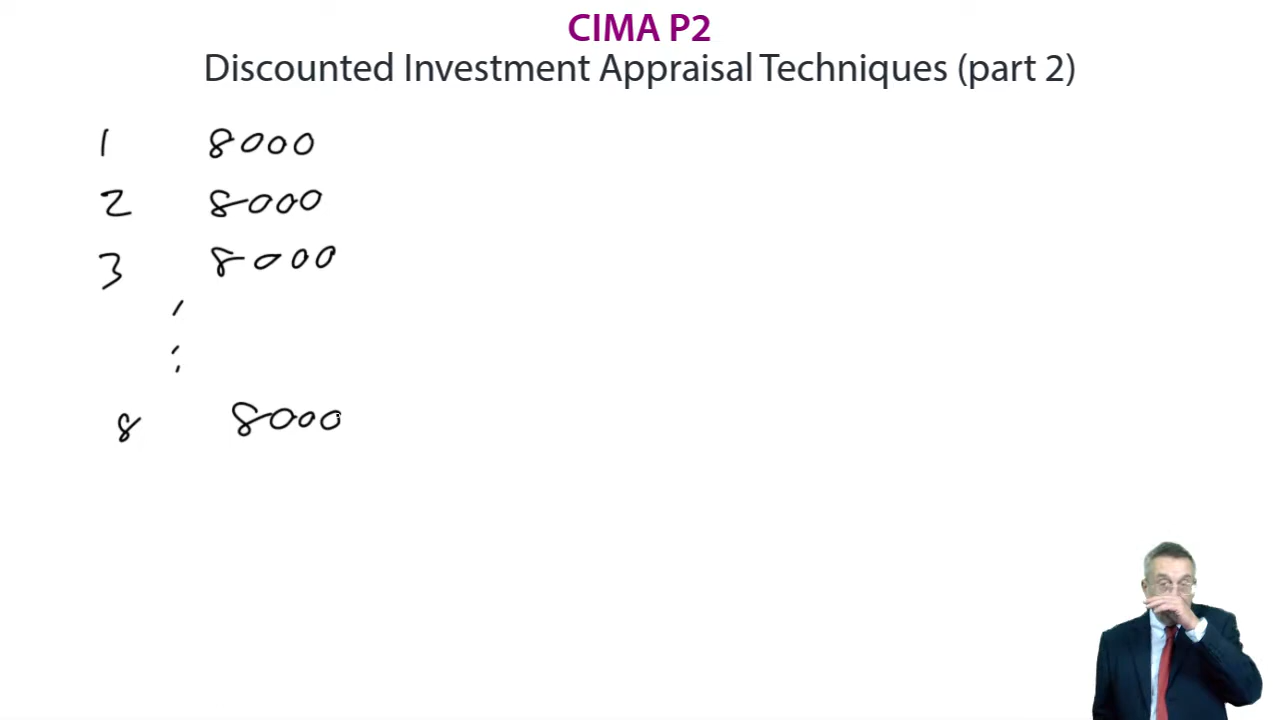 CIMA P2
Discounted Investment Appraisal Techniques (part 2)
1 8000
2 8000
3 8000
8 8000